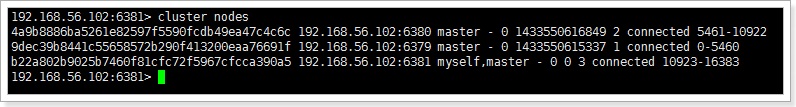 192.168.56.102:6381> cluster nodes
4a9b8886ba5261e82597f5590fcdb49ea47c4c6c 192.168.56.102:6380 master - 0 1433550616849 2 connected 5461-10922
9dec39b8441c55658572b290f413200eaa76691f 192.168.56.102:6379 master - 0 1433550615337 1 connected 0-5460
b22a802b9025b7460f81cfc72f5967cfcca390a5 192.168.56.102:6381 myself,master - 0 0 3 connected 10923-16383
192.168.56.102:6381>